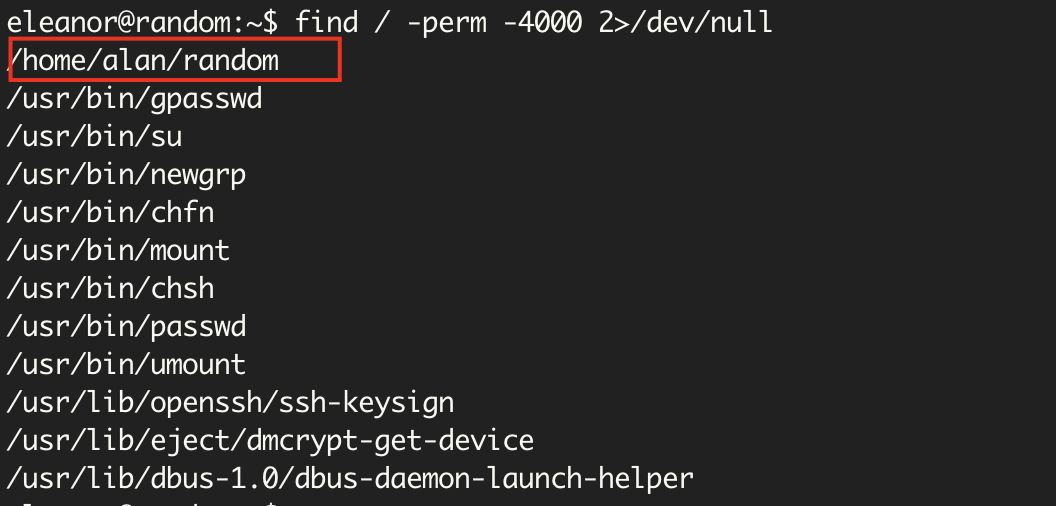 eleanor@random:~$ find / -perm -4000 2>/dev/null
/home/alan/random
/usr/bin/gpasswd
/usr/bin/su
/usr/bin/newgrp
/usr/bin/chfn
/usr/bin/mount
/usr/bin/chsh
/usr/bin/passwd
/usr/bin/umount
/usr/lib/openssh/ssh-keysign
/usr/lib/eject/dmcrypt-get-device
/usr/lib/dbus-1.0/dbus-daemon-launch-helper